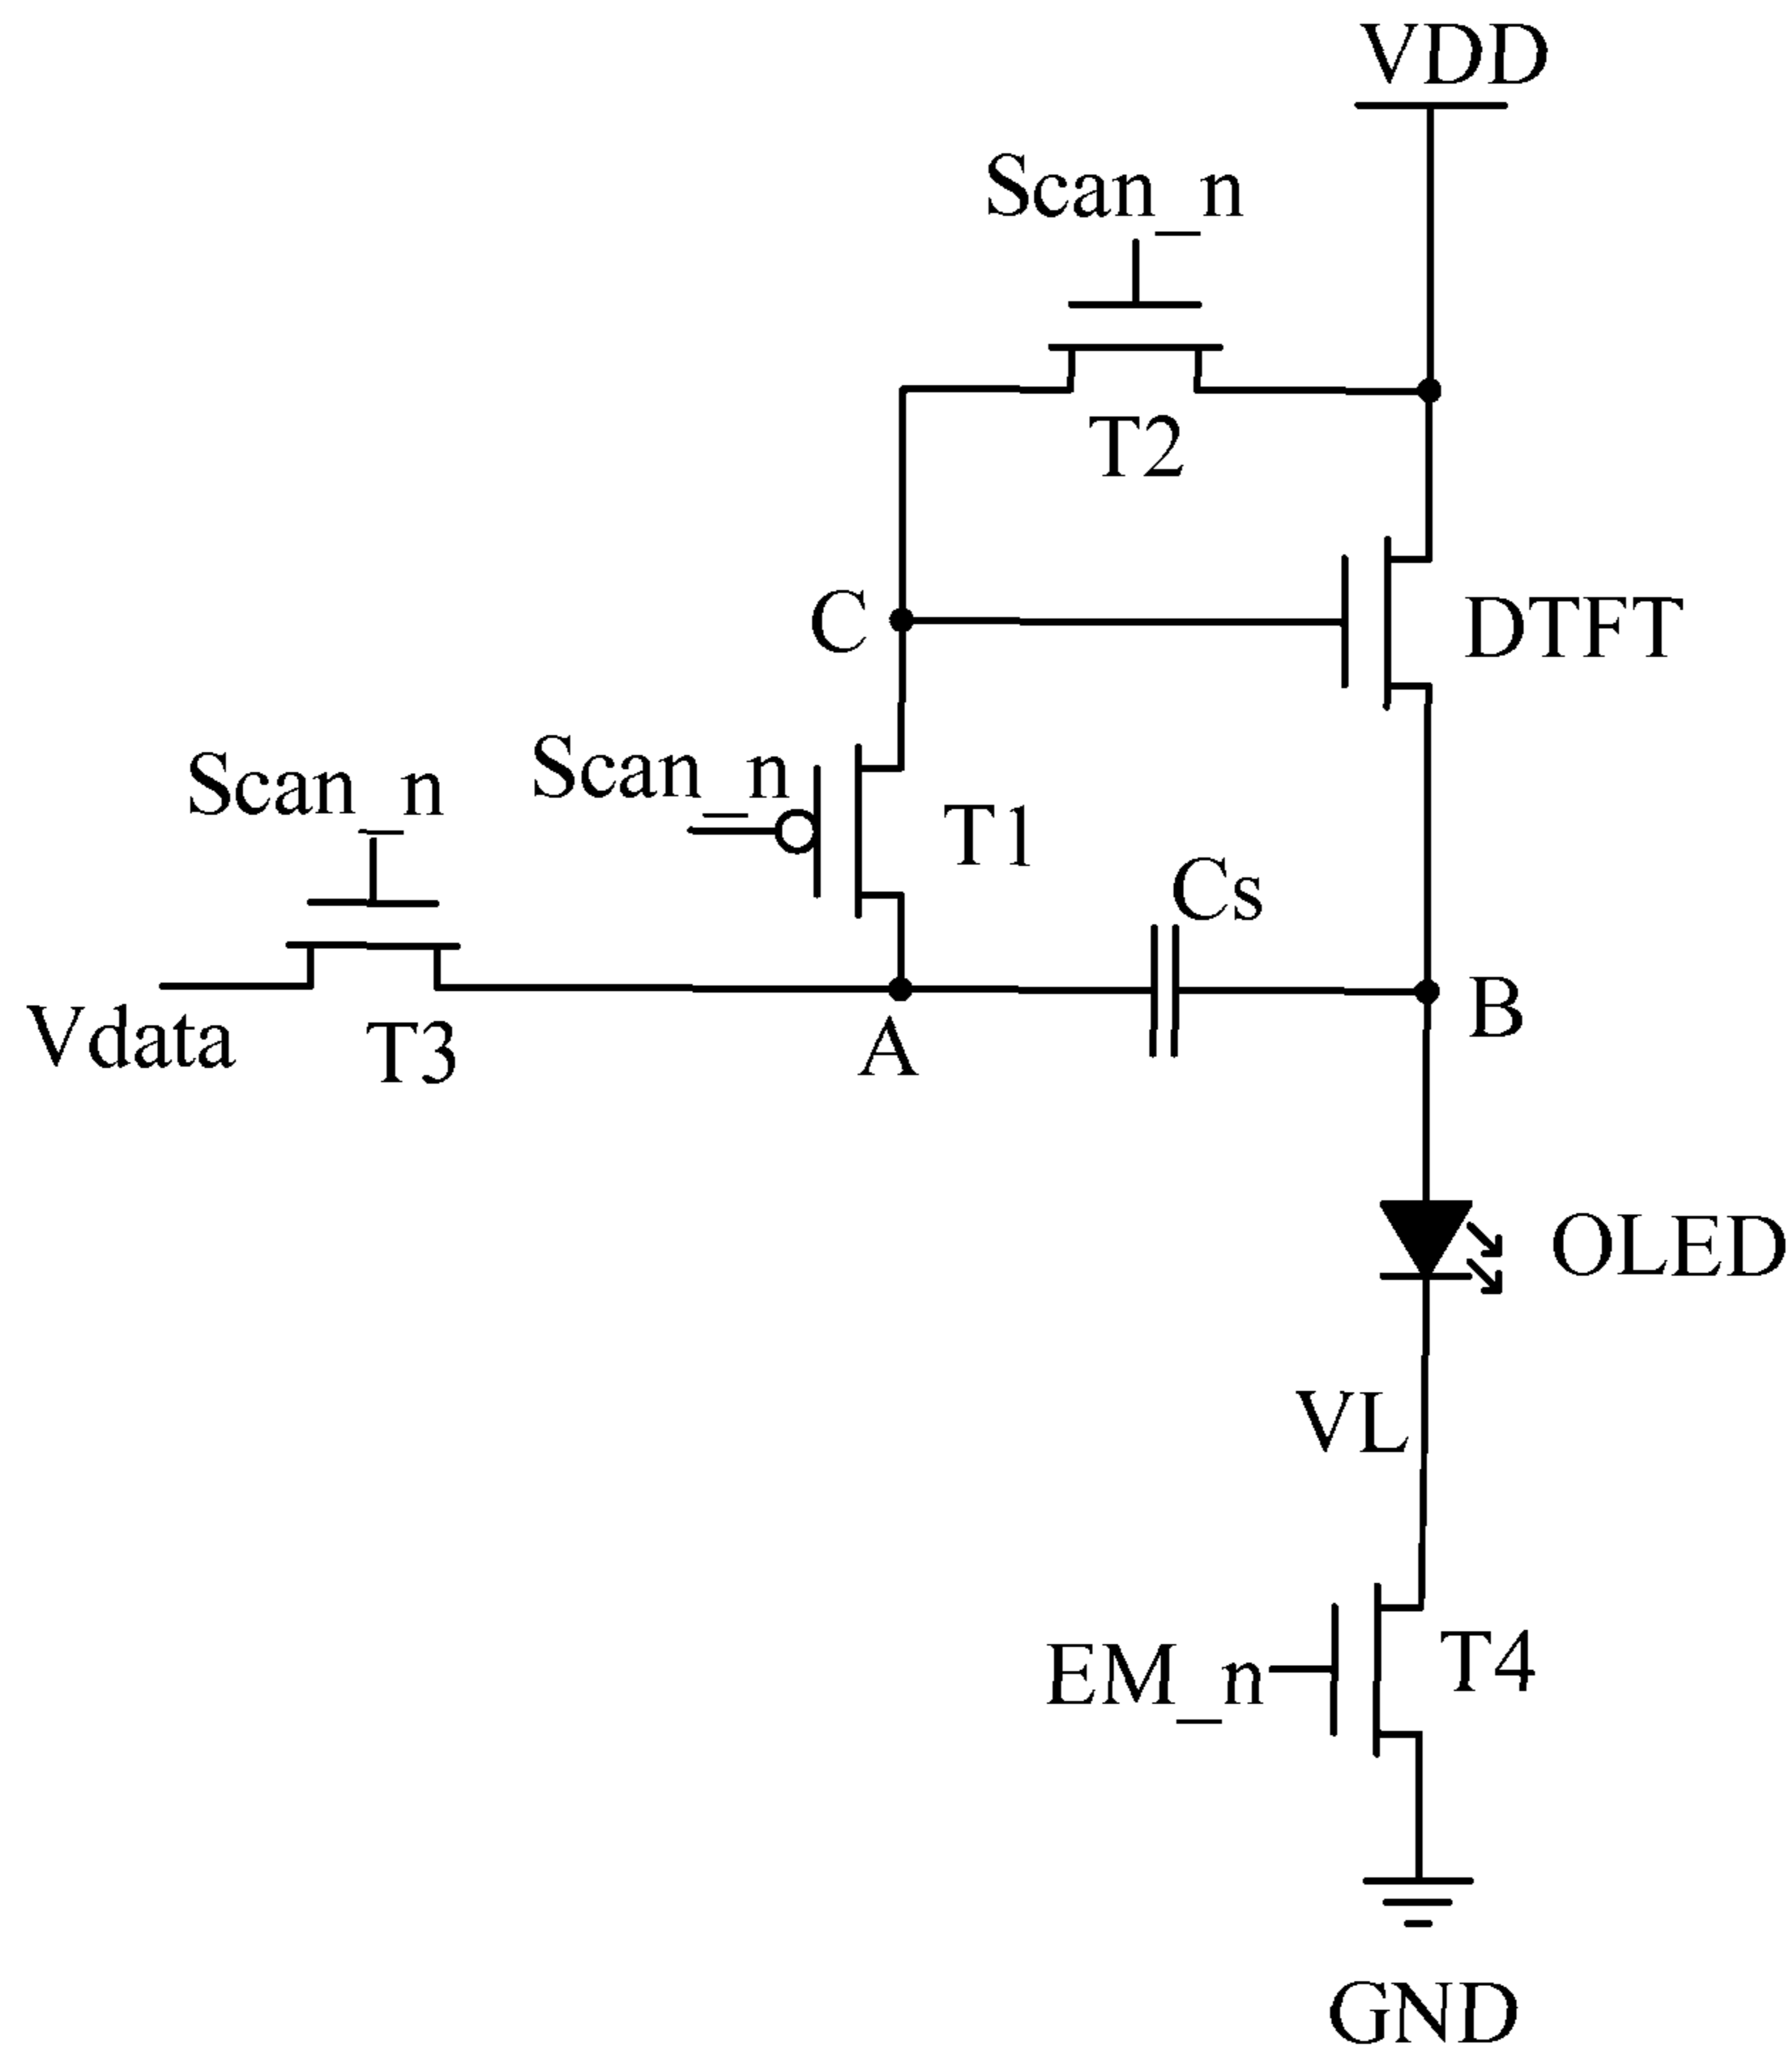 VDD
Scan_n
T2
C
DTFT
Scan_n
Scan_n
T1
Cs
Vdata
T3
A
B
OLED
VL
EM_n
T4
GND